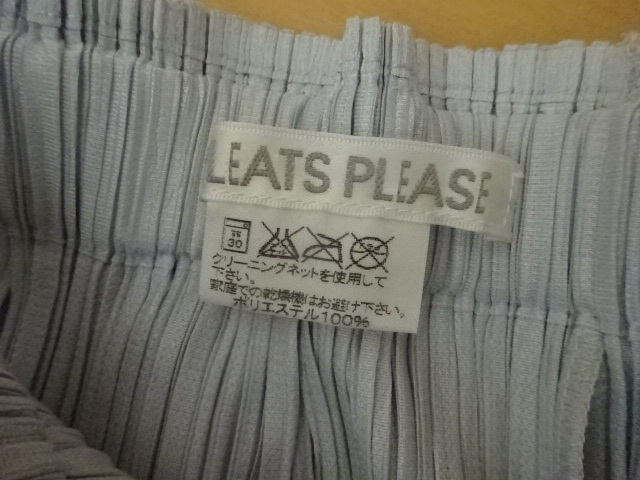 LEATS PLEASE
30
クリーニングネットを使用して
下さい。
家庭での乾燥機はお避け下さい。
ポリエステル100%